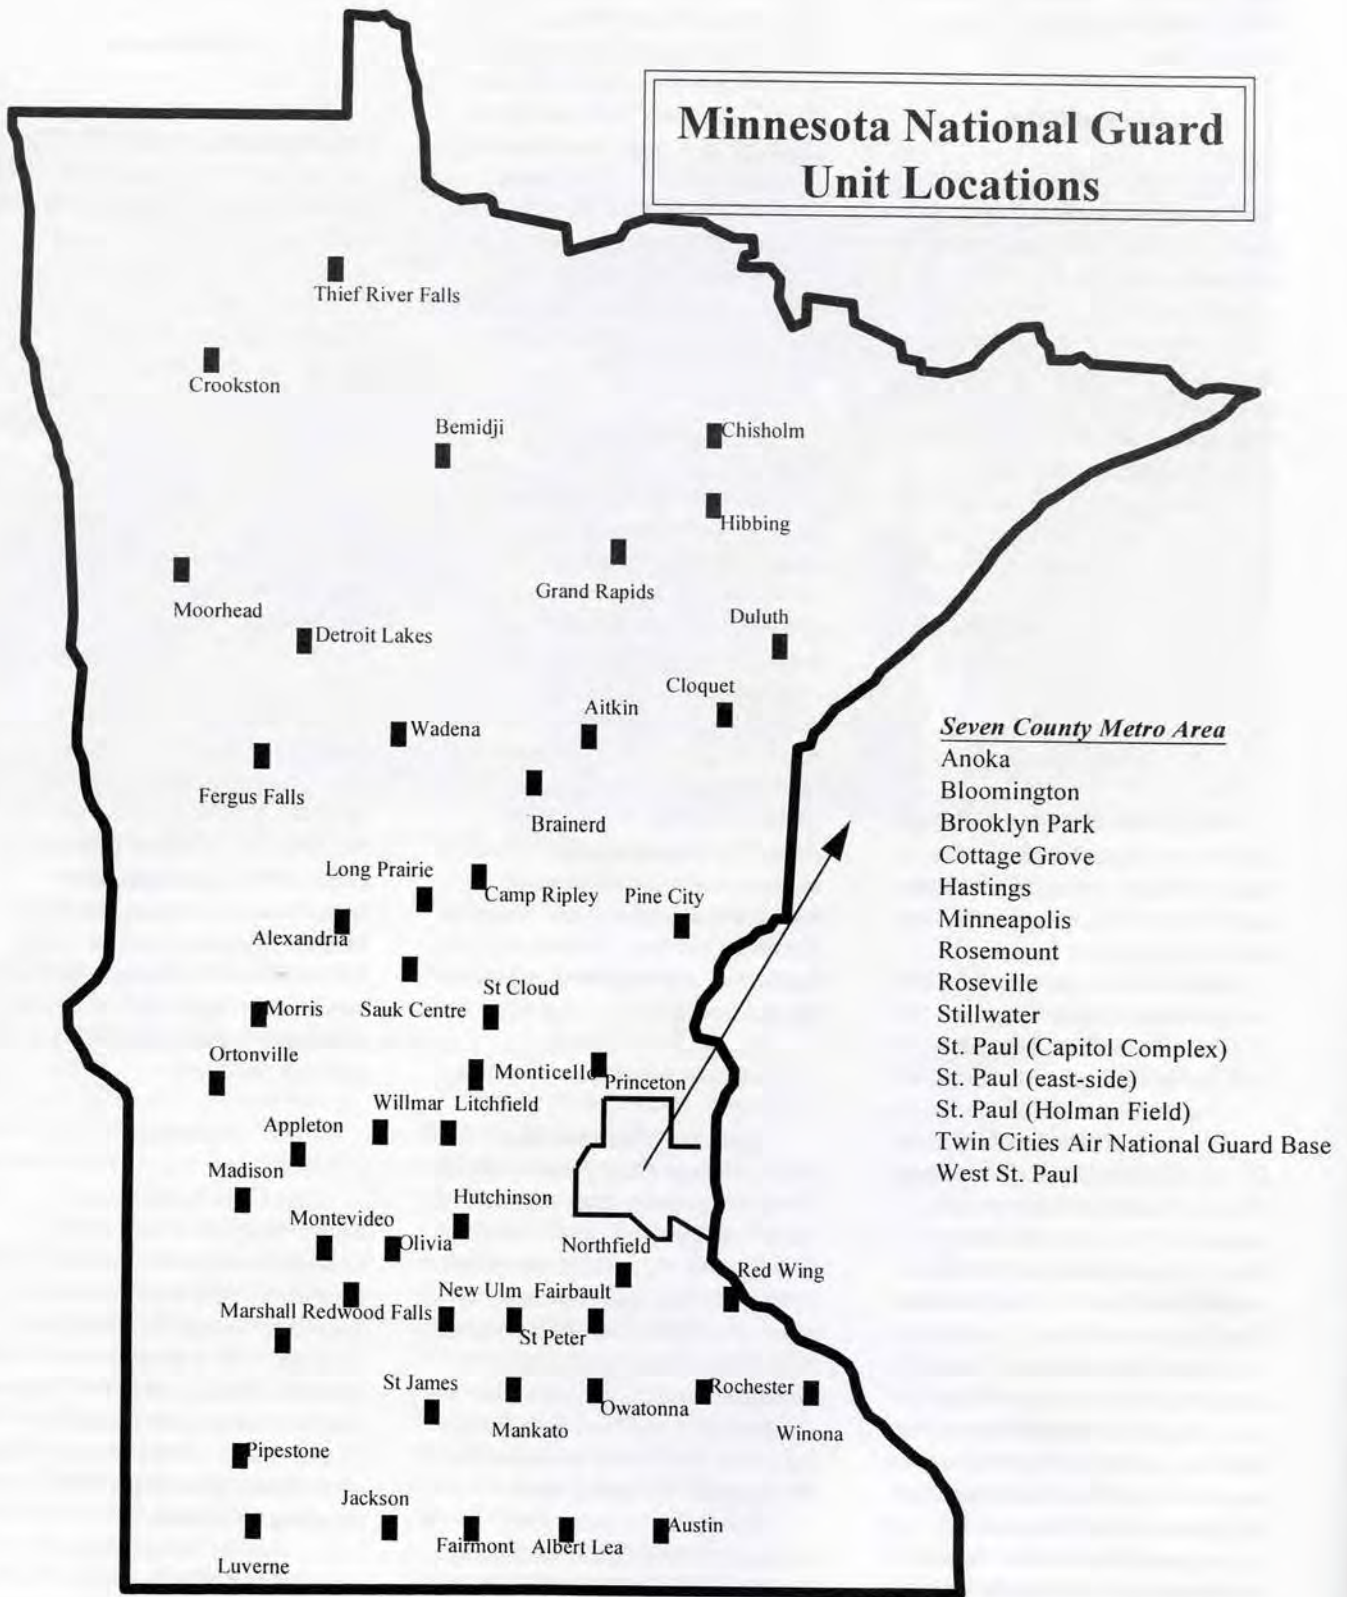 Minnesota National Guard
Unit Locations
Thief River Falls
Crookston
Bemidji
Chisholm
Hibbing
Grand Rapids
Moorhead
Duluth
Detroit Lakes
Cloquet
Aitkin
Wadena
Fergus Falls
Brainerd
Long Prairie
Camp Ripley
Pine City
Alexandria
St Cloud
Morris
Sauk Centre
Ortonville
Monticello
Princeton
Willmar
Litchfield
Appleton
Madison
Hutchinson
Montevideo
Olivia
Northfield
Red Wing
New Ulm
Fairbault
Marshall
Redwood Falls
St Peter
St James
Rochester
Owatonna
Mankato
Winona
Pipestone
Jackson
Austin
Fairmont
Albert Lea
Luverne
Seven County Metro Area
Anoka
Bloomington
Brooklyn Park
Cottage Grove
Hastings
Minneapolis
Rosemount
Roseville
Stillwater
St. Paul (Capitol Complex)
St. Paul (east-side)
St. Paul (Holman Field)
Twin Cities Air National Guard Base
West St. Paul